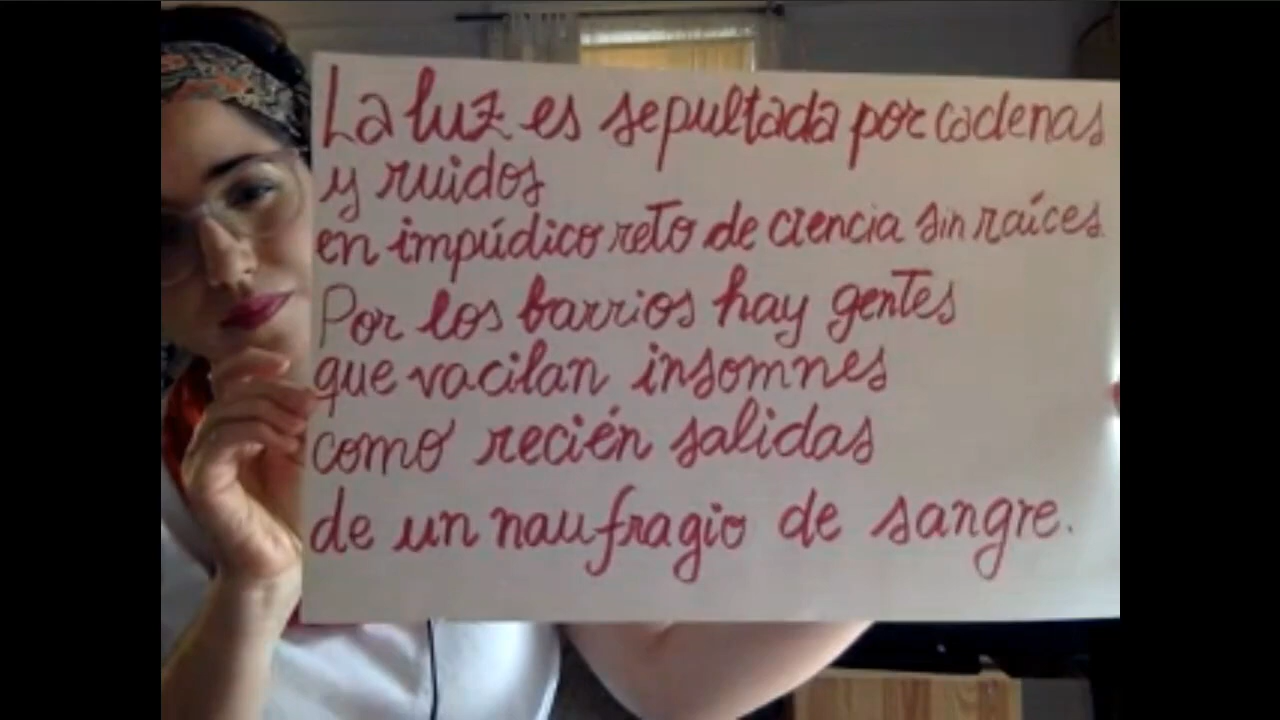 La luz es sepultada por cadenas
y ruidos
en impúdico reto de ciencia sin raíces.
Por los barrios hay gentes
que vacilan insomnes
como recién salidas
de un naufragio de sangre.